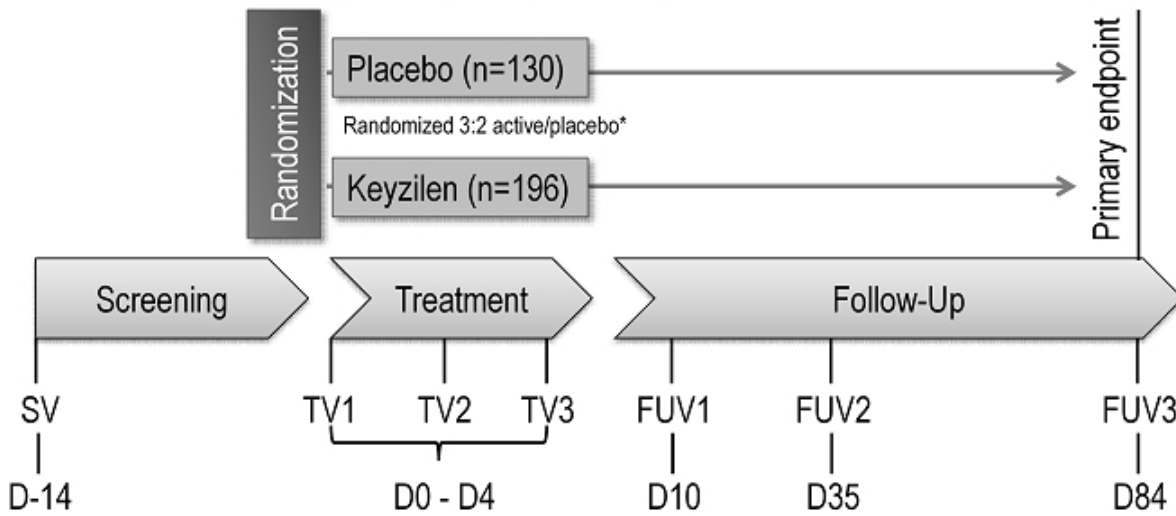 Randomization
Placebo (n=130)
Randomized 3:2 active/placebo*
Keyzilen (n=196)
Primary endpoint
Screening
Treatment
Follow-Up
SV
TV1
TV2
TV3
FUV1
FUV2
FUV3
D-14
D0 - D4
D10
D35
D84